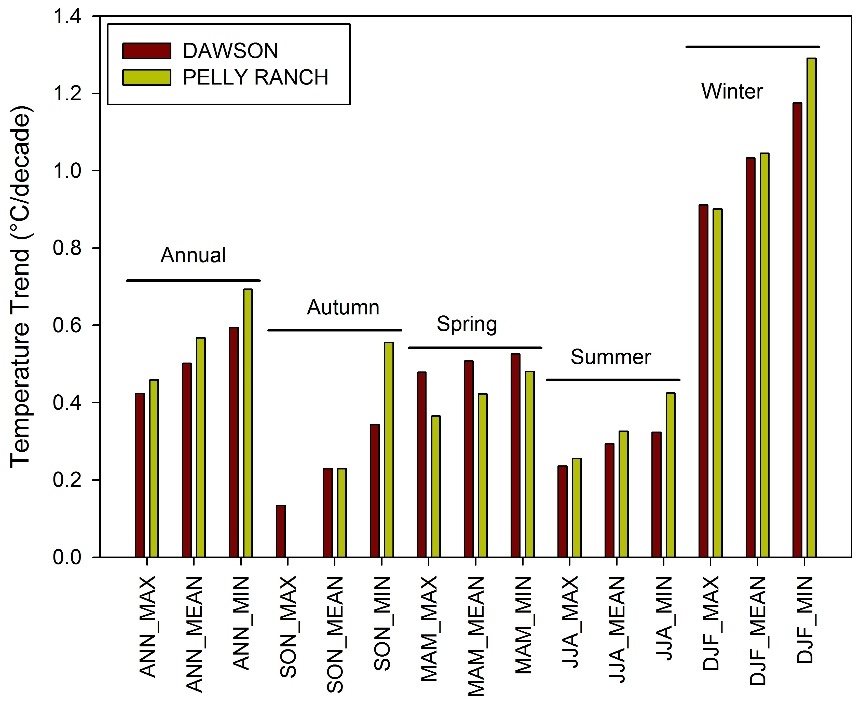 Temperature Trend (°C/decade)
1.4
1.2
1.0
0.8
0.6
0.4
0.2
0.0
DAWSON
PELLY RANCH
Annual
Autumn
Spring
Summer
Winter
ANN_MAX
ANN_MEAN
ANN_MIN
SON_MAX
SON_MEAN
SON_MIN
MAM_MAX
MAM_MEAN
MAM_MIN
JJA_MAX
JJA_MEAN
JJA_MIN
DJF_MAX
DJF_MEAN
DJF_MIN